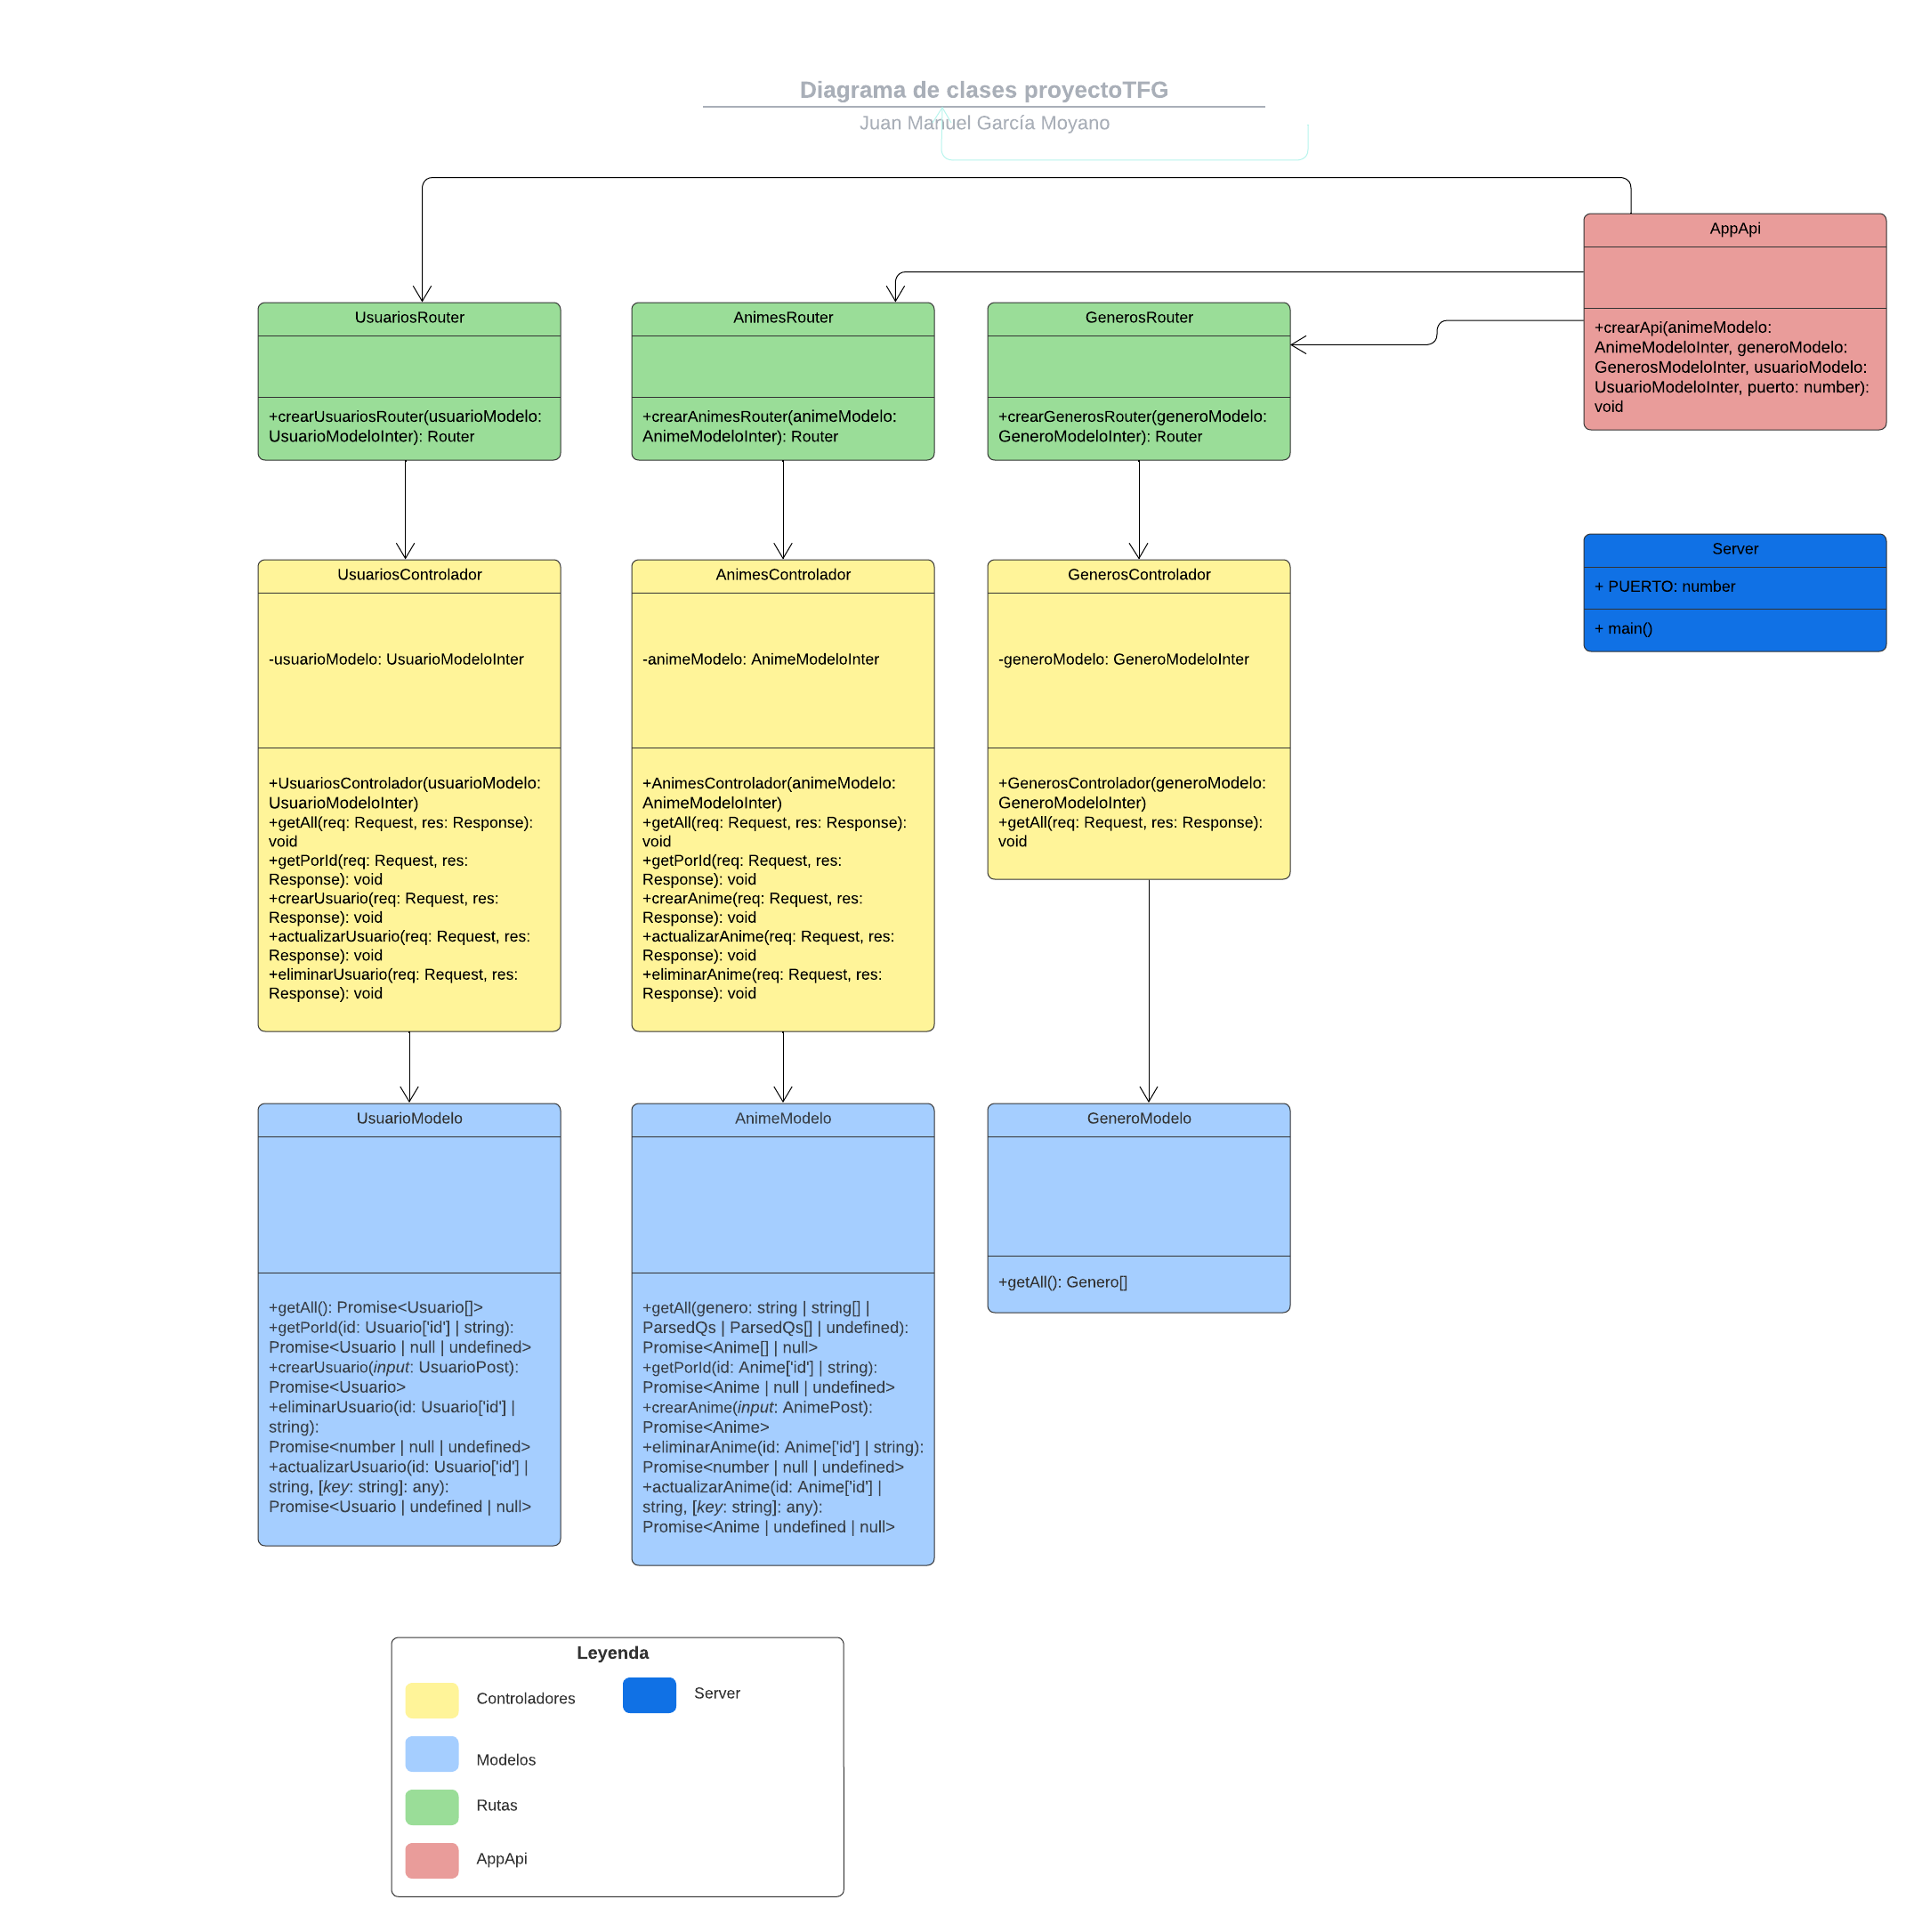 Diagrama de clases proyectoTFG
Juan Manuel García Moyano
AppApi
+crearApi(animeModelo:
AnimeModeloInter, generoModelo:
GenerosModeloInter, usuarioModelo:
UsuarioModeloInter, puerto: number):
void
UsuariosRouter
+crearUsuariosRouter(usuarioModelo:
UsuarioModeloInter): Router
AnimesRouter
+crearAnimesRouter(animeModelo:
AnimeModeloInter): Router
GenerosRouter
+crearGenerosRouter(generoModelo:
GeneroModeloInter): Router
Server
+ PUERTO: number
+ main()
UsuariosControlador
-usuarioModelo: UsuarioModeloInter
+UsuariosControlador(usuarioModelo:
UsuarioModeloInter)
+getAll(req: Request, res: Response):
void
+getPorId(req: Request, res:
Response): void
+crearUsuario(req: Request, res:
Response): void
+actualizarUsuario(req: Request, res:
Response): void
+eliminarUsuario(req: Request, res:
Response): void
AnimesControlador
-animeModelo: AnimeModeloInter
+AnimesControlador(animeModelo:
AnimeModeloInter)
+getAll(req: Request, res: Response):
void
+getPorId(req: Request, res:
Response): void
+crearAnime(req: Request, res:
Response): void
+actualizarAnime(req: Request, res:
Response): void
+eliminarAnime(req: Request, res:
Response): void
GenerosControlador
-generoModelo: GeneroModeloInter
+GenerosControlador(generoModelo:
GeneroModeloInter)
+getAll(req: Request, res: Response):
void
UsuarioModelo
+getAll(): Promise<Usuario[]>
+getPorId(id: Usuario['id'] | string):
Promise<Usuario | null | undefined>
+crearUsuario(input: UsuarioPost):
Promise<Usuario>
+eliminarUsuario(id: Usuario['id'] |
string):
Promise<number | null | undefined>
+actualizarUsuario(id: Usuario['id'] |
string, [key: string]: any):
Promise<Usuario | undefined | null>
AnimeModelo
+getAll(genero: string | string[] |
ParsedQs | ParsedQs[] | undefined):
Promise<Anime[] | null>
+getPorId(id: Anime['id'] | string):
Promise<Anime | null | undefined>
+crearAnime(input: AnimePost):
Promise<Anime>
+eliminarAnime(id: Anime['id'] | string):
Promise<number | null | undefined>
+actualizarAnime(id: Anime['id'] |
string, [key: string]: any):
Promise<Anime | undefined | null>
GeneroModelo
+getAll(): Genero[]
Leyenda
Controladores
Server
Modelos
Rutas
AppApi